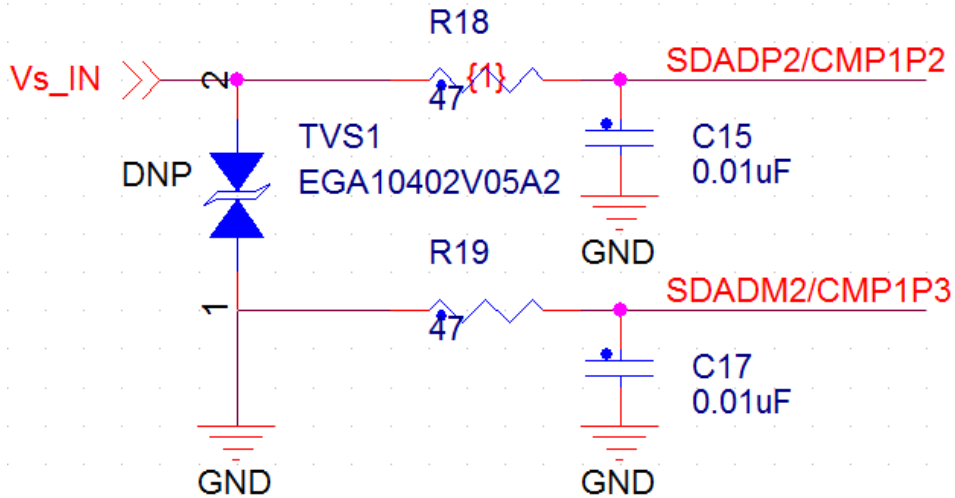 R18
Vs_IN
2
{1}
47
SDADP2/CMP1P2
DNP
TVS1
EGA10402V05A2
C15
0.01uF
GND
R19
1
47
SDADM2/CMP1P3
C17
0.01uF
GND
GND